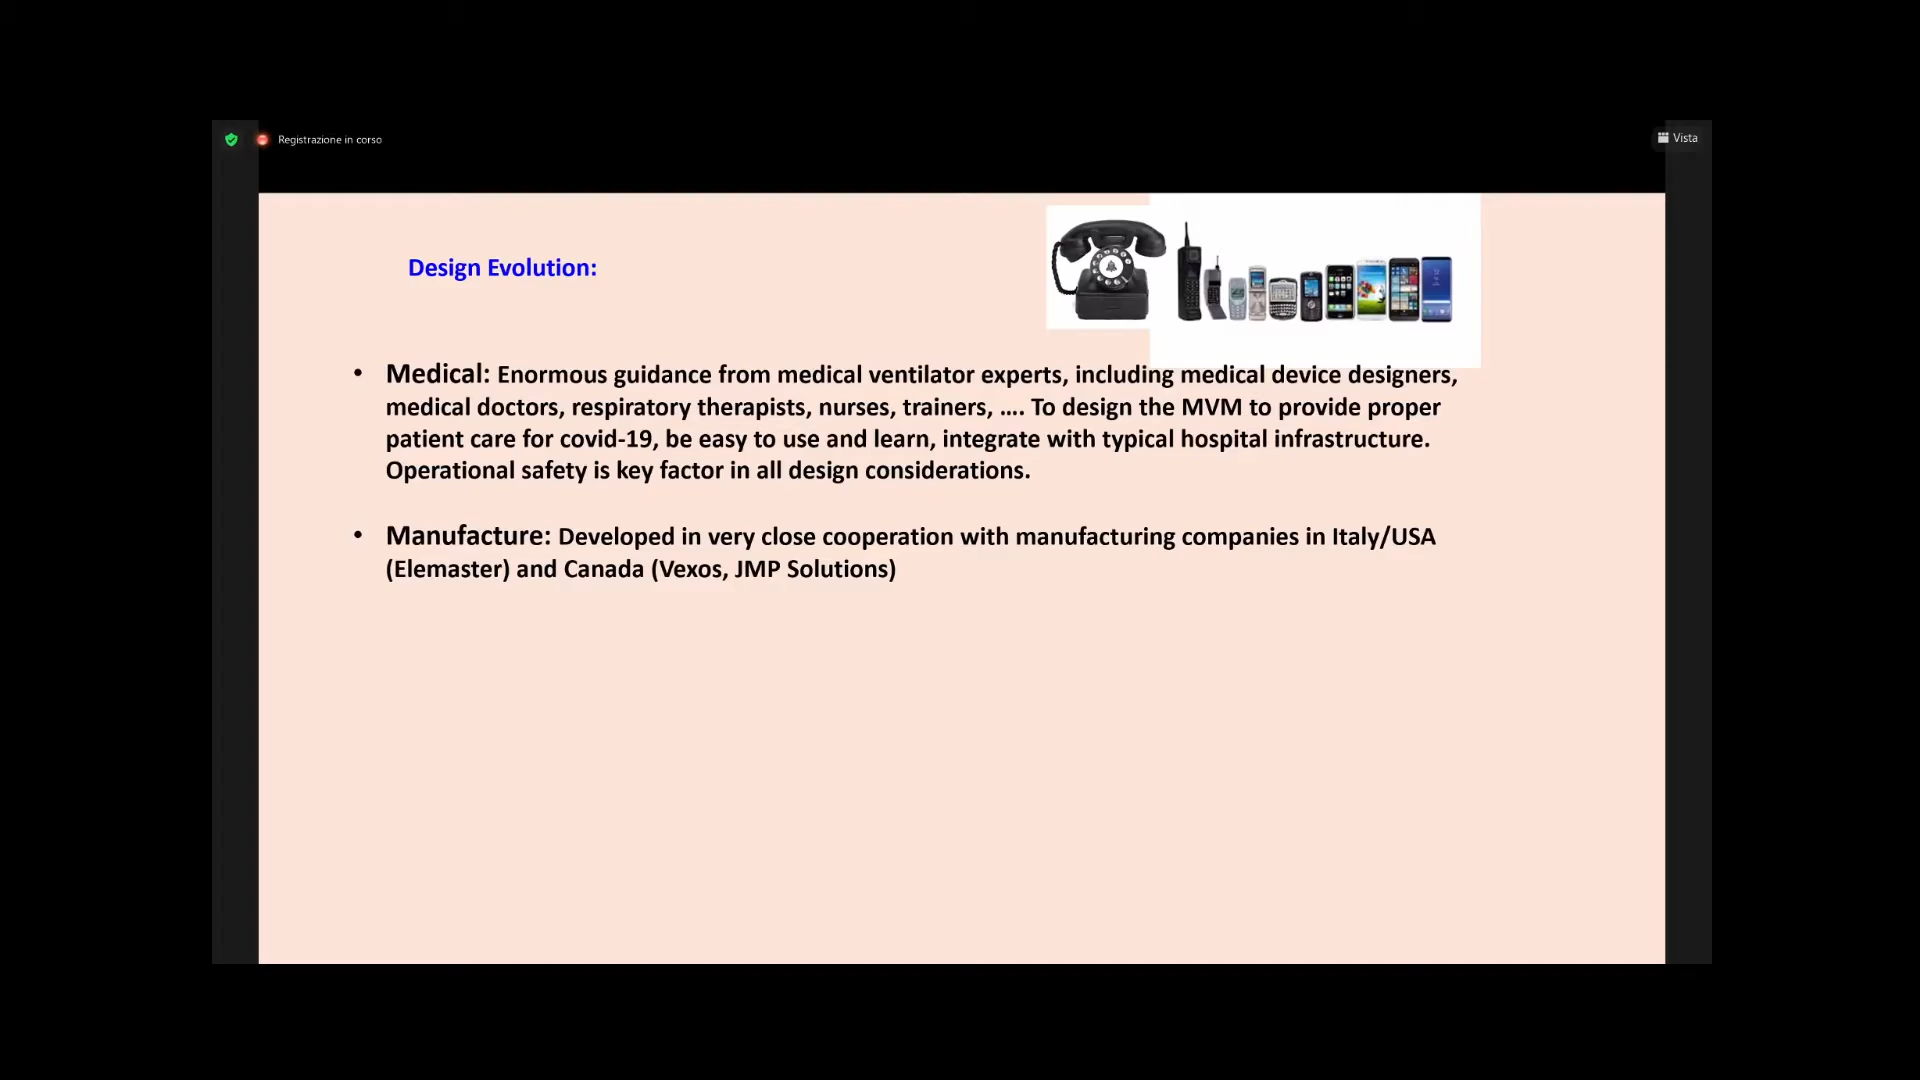 Registrazione in corso
Vista
Design Evolution:
• Medical: Enormous guidance from medical ventilator experts, including medical device designers,
medical doctors, respiratory therapists, nurses, trainers, …. To design the MVM to provide proper
patient care for covid-19, be easy to use and learn, integrate with typical hospital infrastructure.
Operational safety is key factor in all design considerations.
• Manufacture: Developed in very close cooperation with manufacturing companies in Italy/USA
(Elemaster) and Canada (Vexos, JMP Solutions)